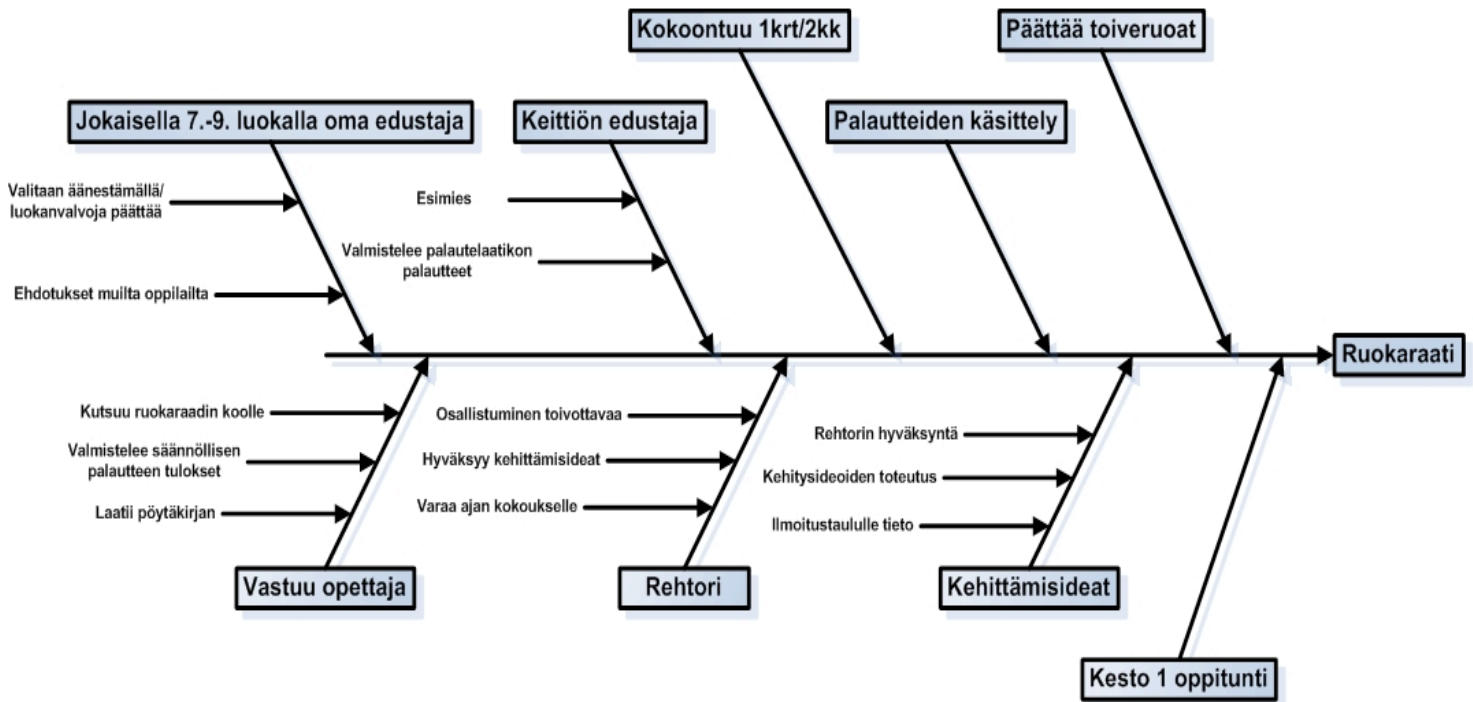 Kokoontuu 1krt/2kk
Päättää toiveruoat
Jokaisella 7.-9. luokalla oma edustaja
Keittiön edustaja
Palautteiden käsittely
Valitaan äänestämällä/
luokanvalvoja päättää
Esimies
Valmistelee palautelaatikon
palautteet
Ehdotukset muilta oppilailta
Ruokaraati
Kutsuu ruokaraadin koolle
Valmistelee säännöllisen
palautteen tulokset
Laatii pöytäkirjan
Osallistuminen toivottavaa
Hyväksyy kehittämisideat
Varaa ajan kokoukselle
Rehtorin hyväksyntä
Kehitysideoiden toteutus
Ilmoitustaululle tieto
Vastuu opettaja
Rehtori
Kehittämisideat
Kesto 1 oppitunti